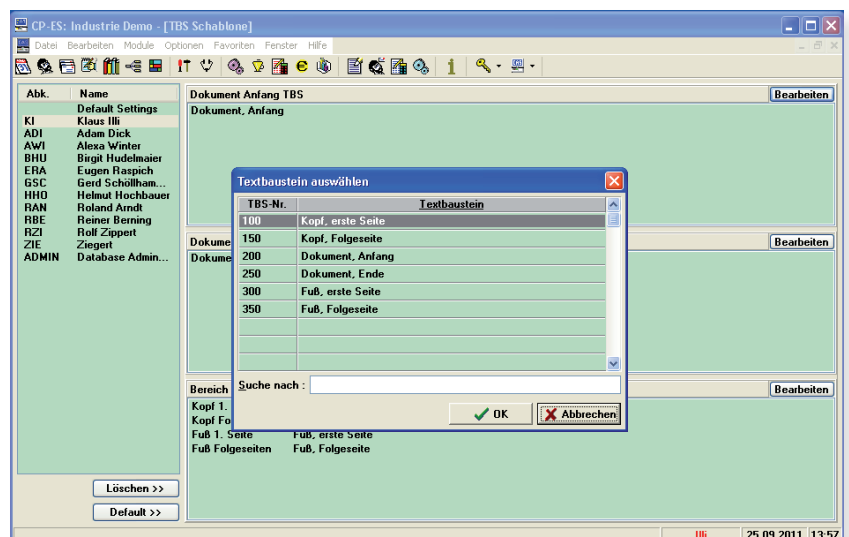 CP-ES: Industrie Demo - [TBS Schablone]
Datei Bearbeiten Module Optionen Favoriten Fenster Hilfe
Abk. Name
Default Settings
KI Klaus Illi
ADI Adam Dick
AWI Alexa Winter
BHU Birgit Hudelmaier
ERA Eugen Raspich
GSC Gerd Schöllham...
HHO Helmut Hochbauer
RAN Roland Arndt
RBE Reiner Berning
RZI Rolf Zippert
ZIE Ziegert
ADMIN Database Admin...
Löschen >>
Default >>
Dokument Anfang TBS Bearbeiten
Dokument, Anfang
Dokume Bearbeiten
Dokume
Bereich Bearbeiten
Kopf 1.
Kopf Fo
Fuß 1. Seite Fuß, erste Seite
Fuß Folgeseiten Fuß, Folgeseite
Textbaustein auswählen
TBS-Nr. Textbaustein
100 Kopf, erste Seite
150 Kopf, Folgeseite
200 Dokument, Anfang
250 Dokument, Ende
300 Fuß, erste Seite
350 Fuß, Folgeseite
Suche nach :
OK Abbrechen
Illi 25.09.2011 13:57